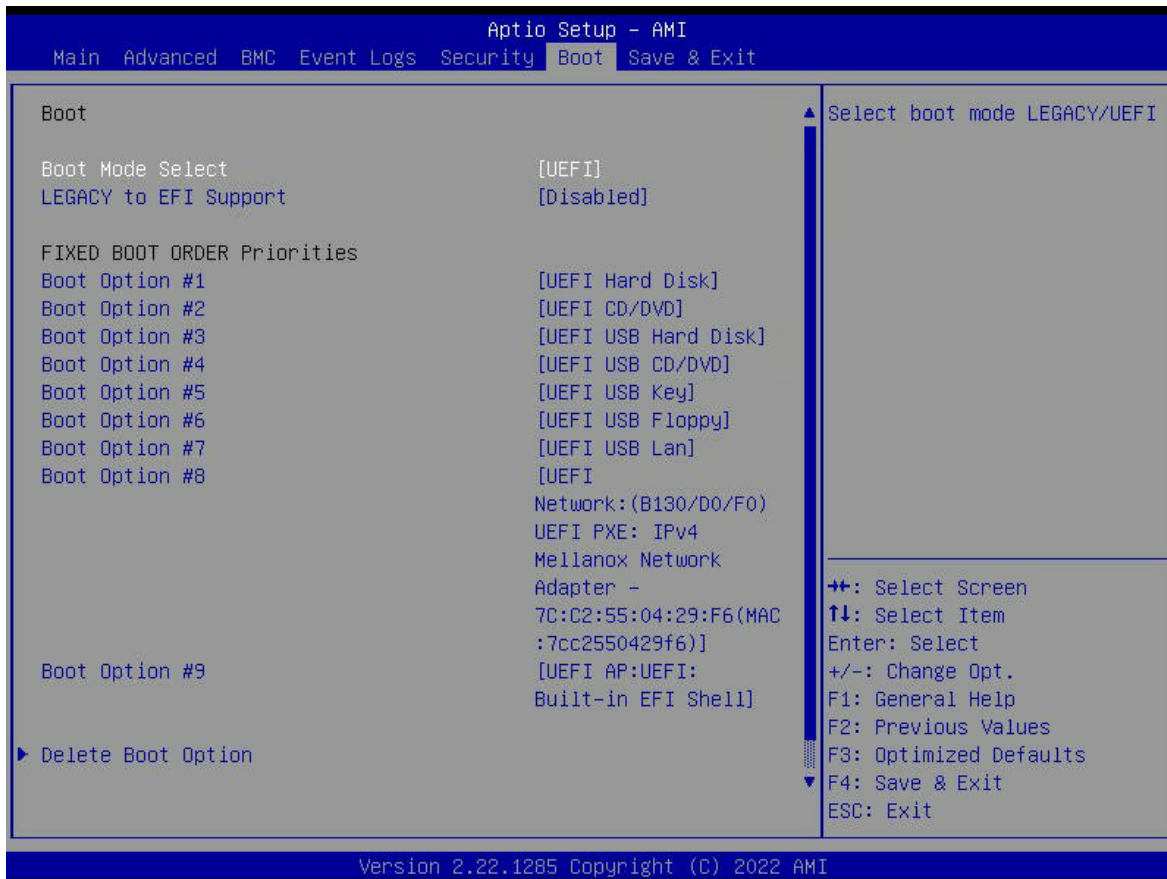 Aptio Setup - AMI
Main Advanced BMC Event Logs Security Boot Save & Exit
Boot
Boot Mode Select [UEFI]
LEGACY to EFI Support [Disabled]
FIXED BOOT ORDER Priorities
Boot Option #1 [UEFI Hard Disk]
Boot Option #2 [UEFI CD/DVD]
Boot Option #3 [UEFI USB Hard Disk]
Boot Option #4 [UEFI USB CD/DVD]
Boot Option #5 [UEFI USB Key]
Boot Option #6 [UEFI USB Floppy]
Boot Option #7 [UEFI USB Lan]
Boot Option #8 [UEFI
Network:(B130/D0/F0)
UEFI PXE: IPv4
Mellanox Network
Adapter -
7C:C2:55:04:29:F6(MAC
:7cc2550429f6)]
Boot Option #9 [UEFI AP:UEFI:
Built-in EFI Shell]
Delete Boot Option
Select boot mode LEGACY/UEFI
→←: Select Screen
↑↓: Select Item
Enter: Select
+/-: Change Opt.
F1: General Help
F2: Previous Values
F3: Optimized Defaults
F4: Save & Exit
ESC: Exit
Version 2.22.1285 Copyright (C) 2022 AMI